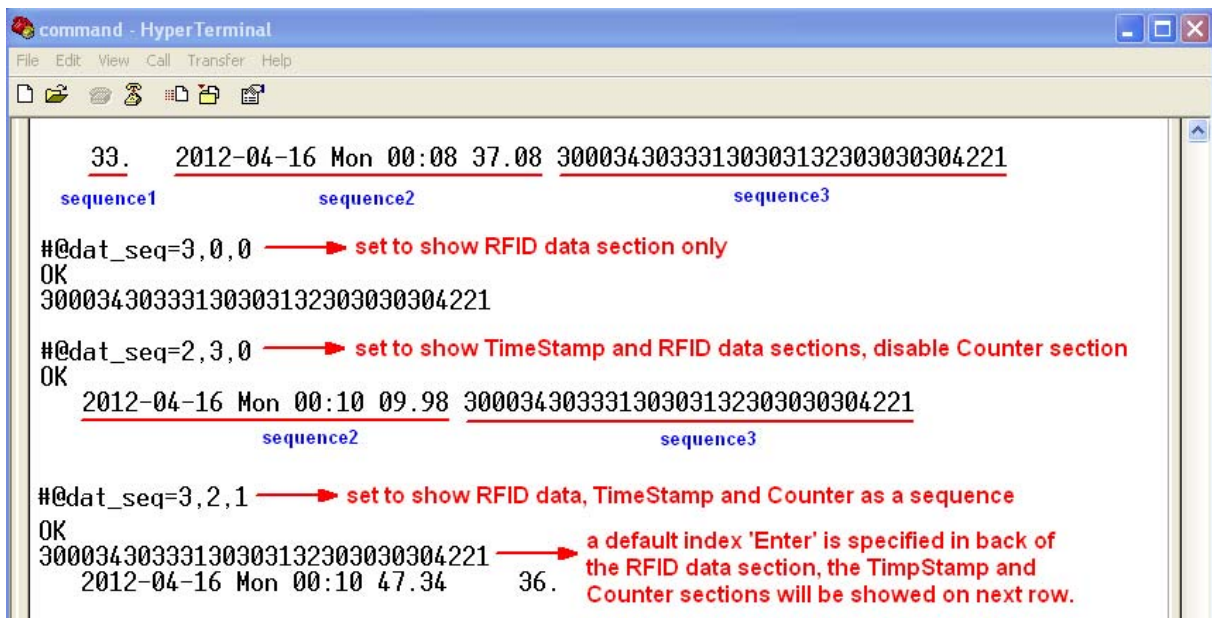 command - HyperTerminal
File Edit View Call Transfer Help
33. 2012-04-16 Mon 00:08 37.08 30003430333130303132303030304221
sequence1 sequence2 sequence3
#@dat_seq=3,0,0 set to show RFID data section only
OK
30003430333130303132303030304221
#@dat_seq=2,3,0 set to show TimeStamp and RFID data sections, disable Counter section
OK
2012-04-16 Mon 00:10 09.98 30003430333130303132303030304221
sequence2 sequence3
#@dat_seq=3,2,1 set to show RFID data, TimeStamp and Counter as a sequence
OK
30003430333130303132303030304221
2012-04-16 Mon 00:10 47.34 36.
a default index 'Enter' is specified in back of
the RFID data section, the TimpStamp and
Counter sections will be showed on next row.